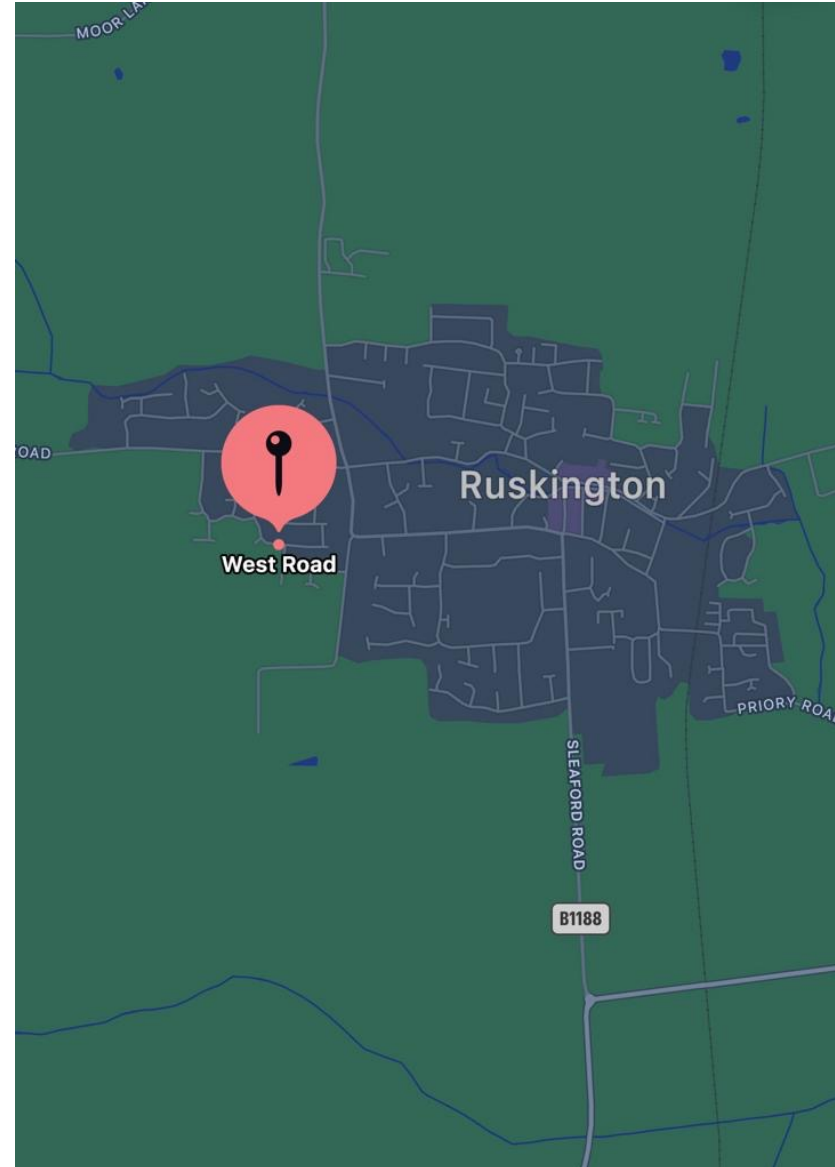 MOOR LA
OAD
Ruskington
West Road
PRIORY ROA
SLEAFORD ROAD
B1188